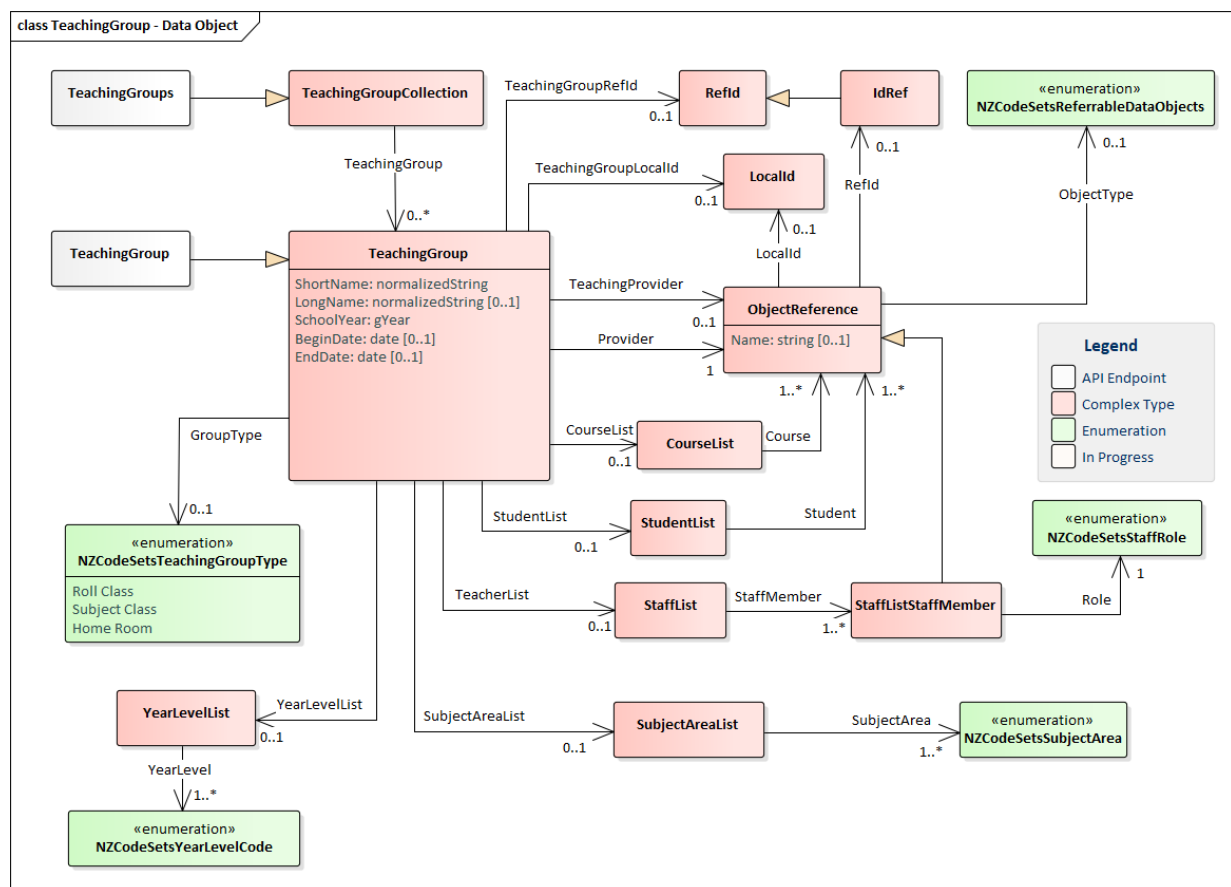 class TeachingGroup - Data Object
TeachingGroups
TeachingGroupCollection
TeachingGroupRefId
0..1
RefId
IdRef
«enumeration»
NZCodeSetsReferrableDataObjects
0..1
0..1
TeachingGroup
0..*
TeachingGroupLocalId
0..1
LocalId
0..1
RefId
ObjectType
LocalId
TeachingGroup
TeachingGroup
ShortName: normalizedString
LongName: normalizedString [0..1]
SchoolYear: gYear
BeginDate: date [0..1]
EndDate: date [0..1]
TeachingProvider
0..1
Provider
1
ObjectReference
Name: string [0..1]
1..*
1..*
Legend
API Endpoint
Complex Type
Enumeration
In Progress
GroupType
0..1
CourseList
0..1
CourseList
Course
StudentList
0..1
StudentList
Student
«enumeration»
NZCodeSetsStaffRole
1
«enumeration»
NZCodeSetsTeachingGroupType
Roll Class
Subject Class
Home Room
TeacherList
0..1
StaffList
StaffMember
1..*
StaffListStaffMember
Role
YearLevelList
YearLevelList
0..1
SubjectAreaList
0..1
SubjectAreaList
SubjectArea
1..*
«enumeration»
NZCodeSetsSubjectArea
YearLevel
1..*
«enumeration»
NZCodeSetsYearLevelCode